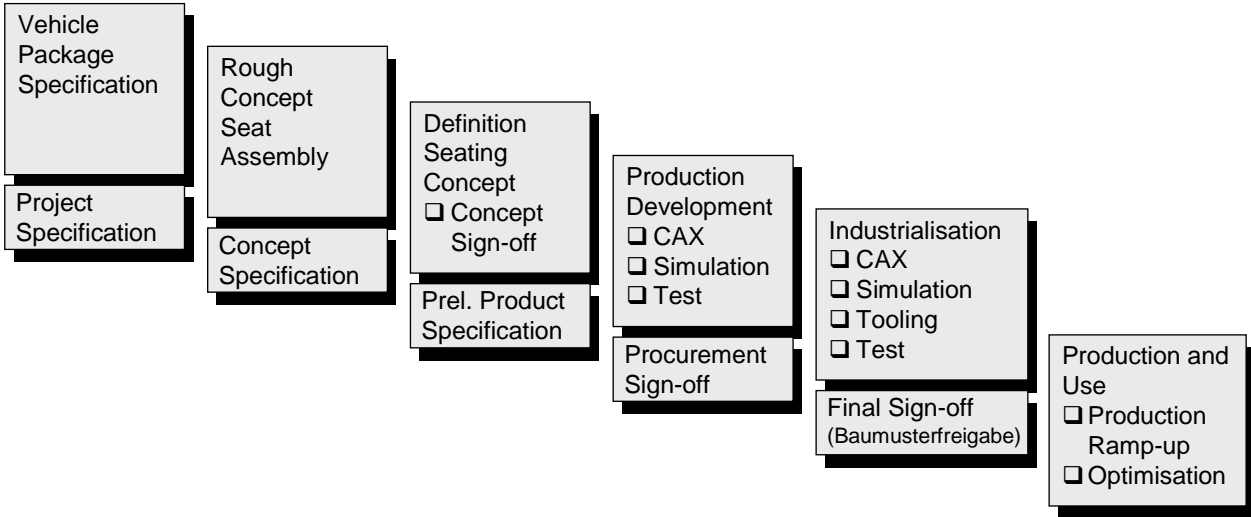 Vehicle
Package
Specification
Project
Specification
Rough
Concept
Seat
Assembly
Concept
Specification
Definition
Seating
Concept
❑ Concept
Sign-off
Prel. Product
Specification
Production
Development
❑ CAX
❑ Simulation
❑ Test
Procurement
Sign-off
Industrialisation
❑ CAX
❑ Simulation
❑ Tooling
❑ Test
Final Sign-off
(Baumusterfreigabe)
Production and
Use
❑ Production
Ramp-up
❑ Optimisation